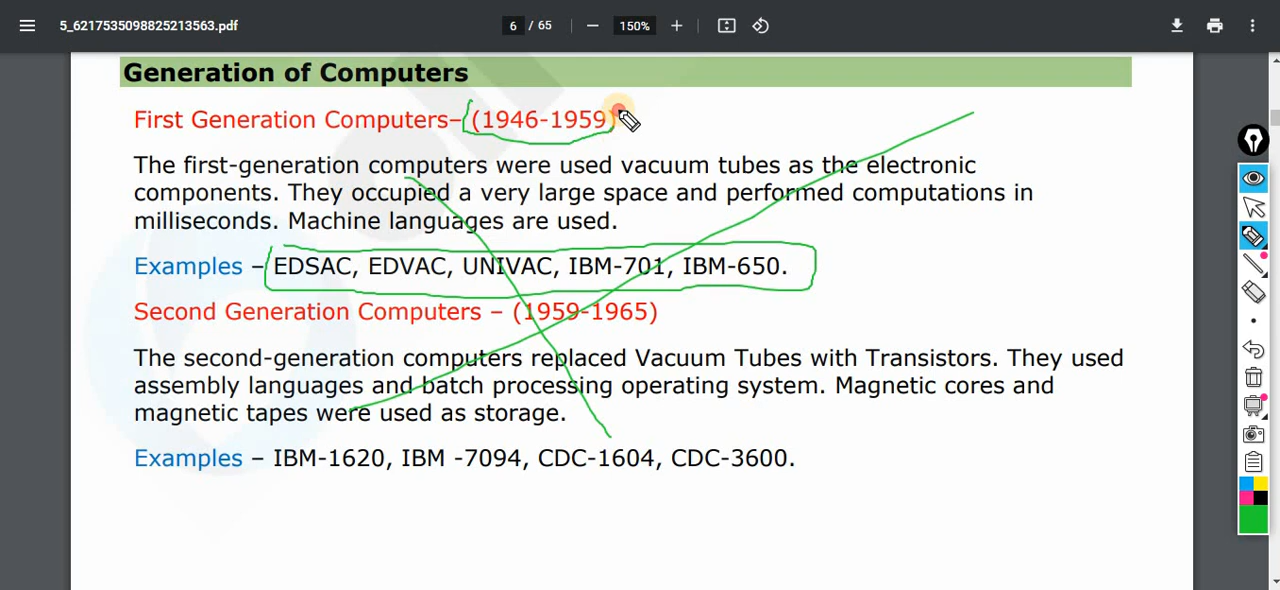 5_6217535098825213563.pdf
6 / 65
150%
Generation of Computers
First Generation Computers– (1946-1959)
The first-generation computers were used vacuum tubes as the electronic
components. They occupied a very large space and performed computations in
milliseconds. Machine languages are used.
Examples – EDSAC, EDVAC, UNIVAC, IBM-701, IBM-650.
Second Generation Computers – (1959-1965)
The second-generation computers replaced Vacuum Tubes with Transistors. They used
assembly languages and batch processing operating system. Magnetic cores and
magnetic tapes were used as storage.
Examples – IBM-1620, IBM -7094, CDC-1604, CDC-3600.